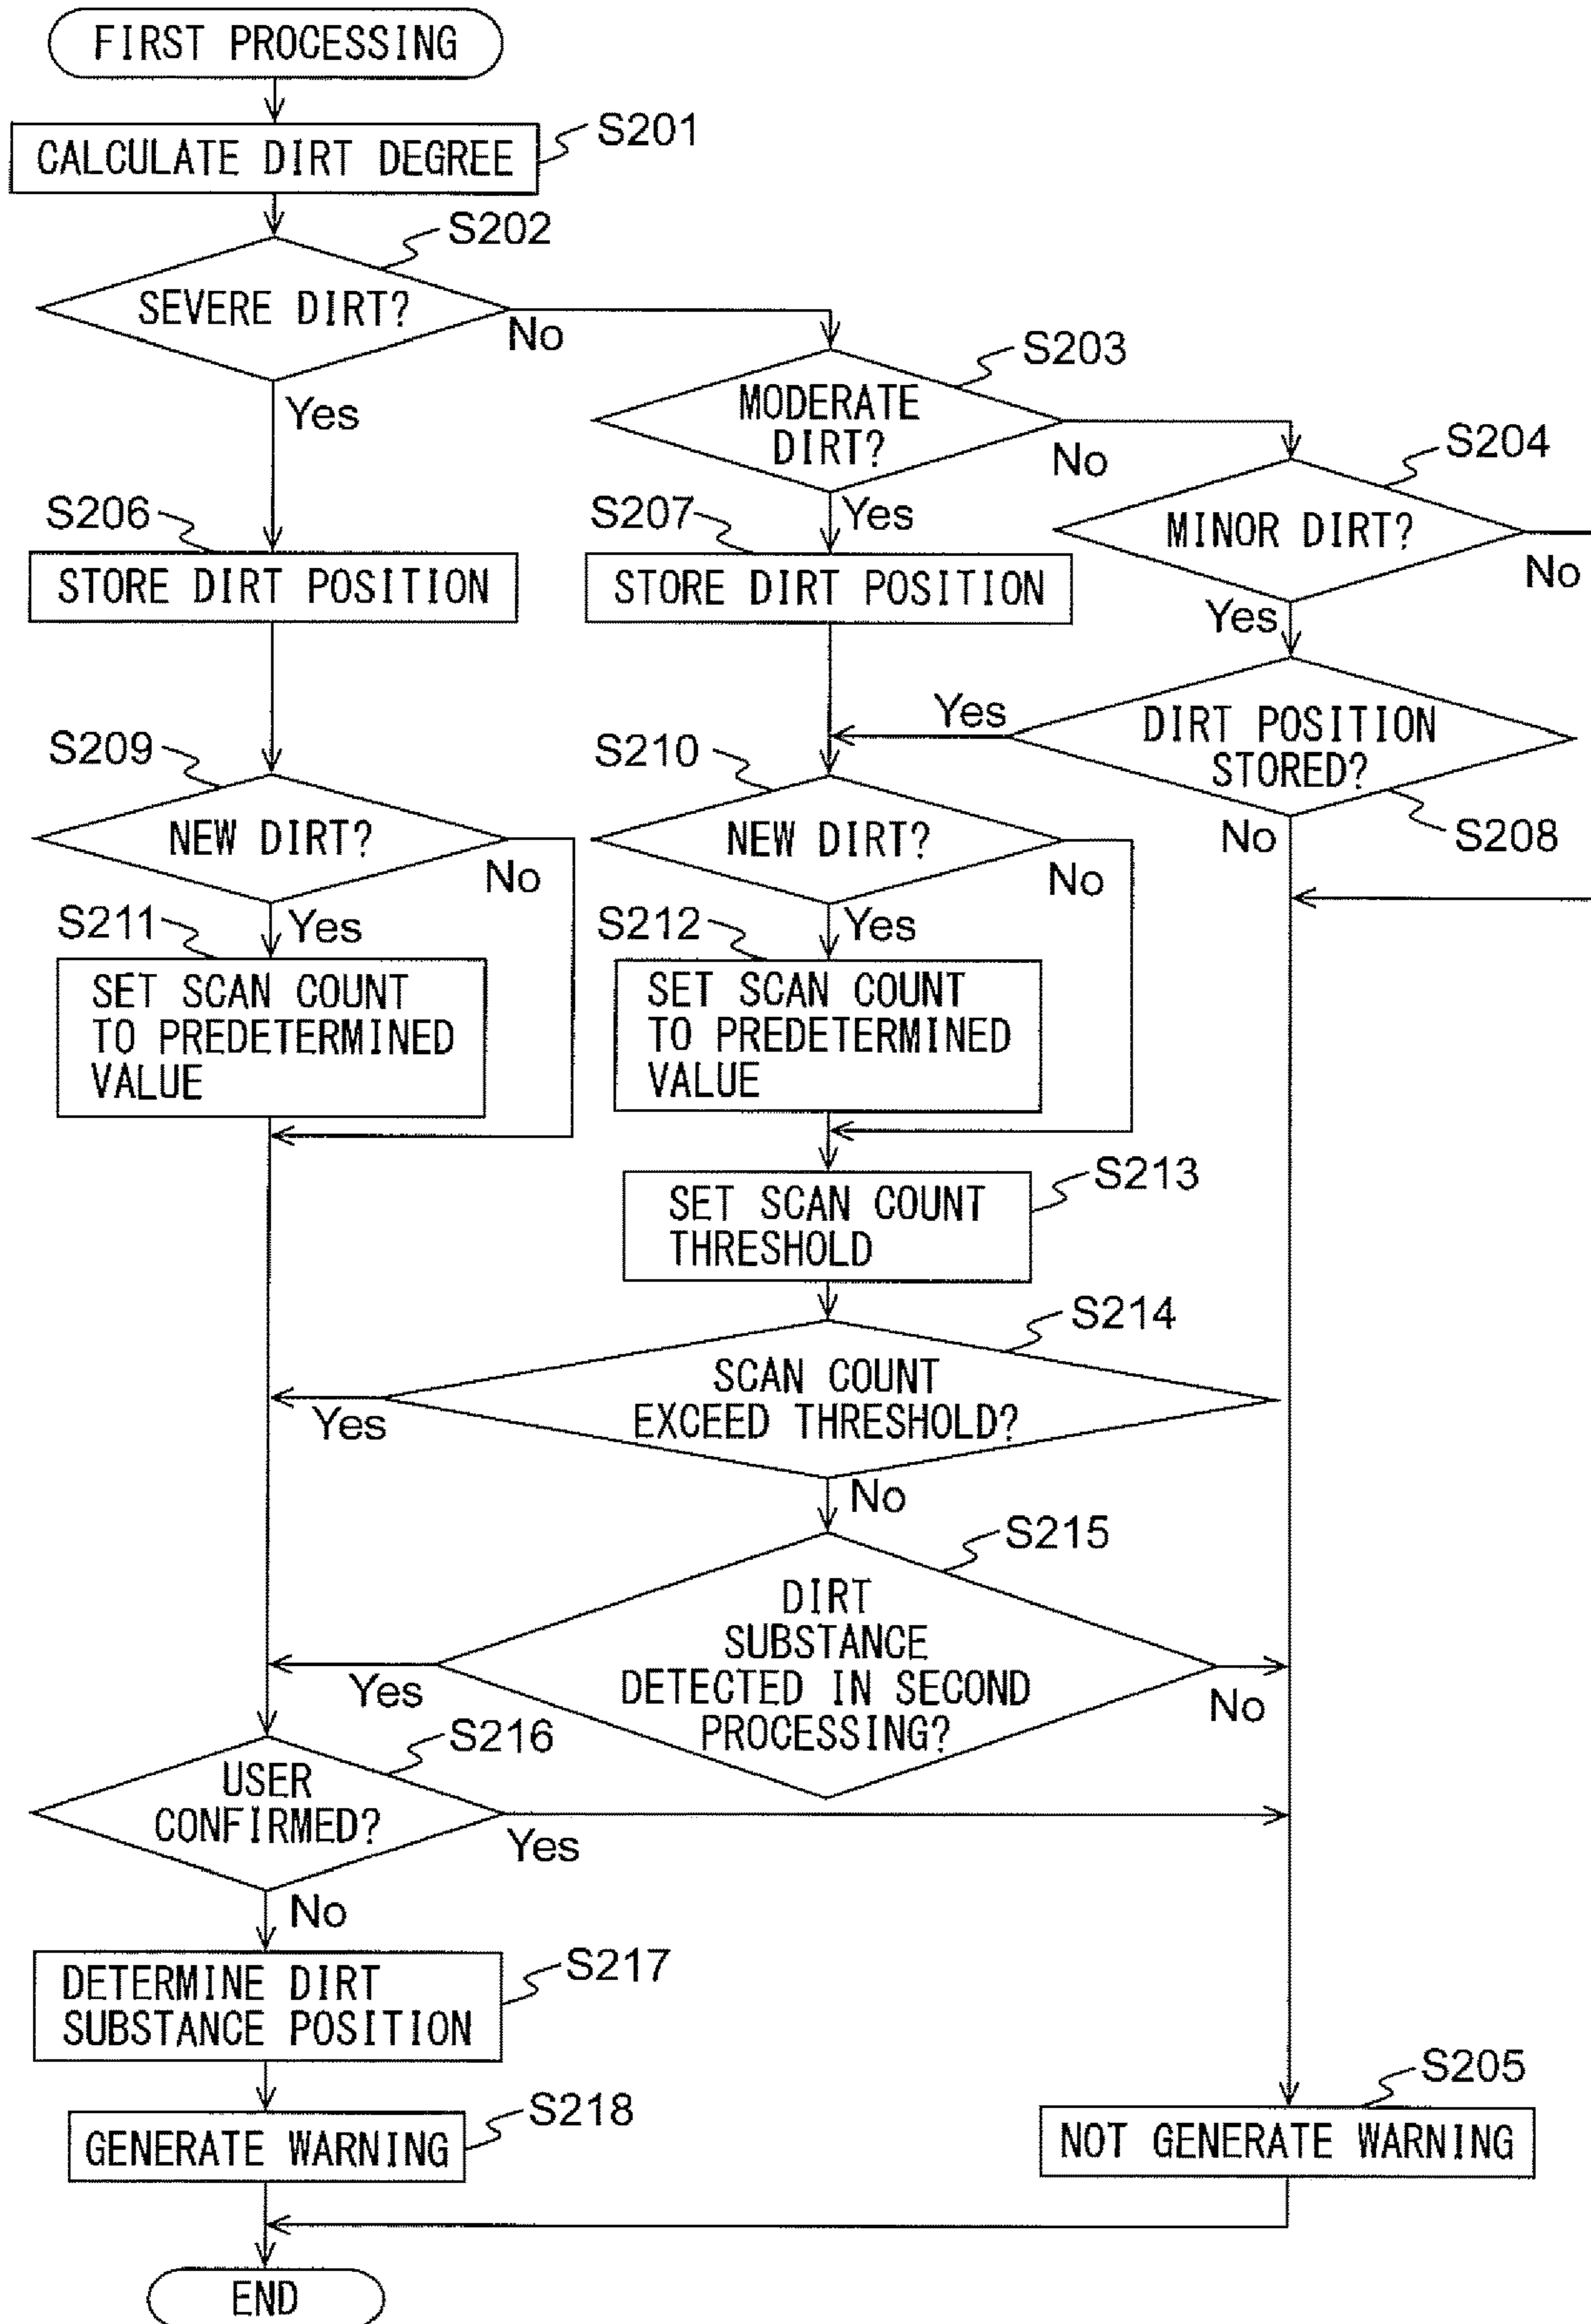 FIRST PROCESSING
S201
CALCULATE DIRT DEGREE
S202
SEVERE DIRT?
No
Yes
S203
MODERATE
DIRT?
No
Yes
S204
MINOR DIRT?
No
Yes
S206
STORE DIRT POSITION
S207
STORE DIRT POSITION
DIRT POSITION
STORED?
Yes
No
S208
S209
NEW DIRT?
No
Yes
S210
NEW DIRT?
No
Yes
S211
SET SCAN COUNT
TO PREDETERMINED
VALUE
S212
SET SCAN COUNT
TO PREDETERMINED
VALUE
S213
SET SCAN COUNT
THRESHOLD
S214
SCAN COUNT
EXCEED THRESHOLD?
Yes
No
S215
DIRT
SUBSTANCE
DETECTED IN SECOND
PROCESSING?
Yes
No
S216
USER
CONFIRMED?
Yes
No
S217
DETERMINE DIRT
SUBSTANCE POSITION
S218
GENERATE WARNING
S205
NOT GENERATE WARNING
END